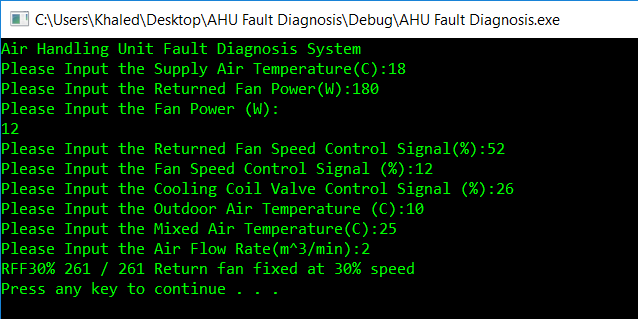 C:\Users\Khaled\Desktop\AHU Fault Diagnosis\Debug\AHU Fault Diagnosis.exe
Air Handling Unit Fault Diagnosis System
Please Input the Supply Air Temperature(C):18
Please Input the Returned Fan Power(W):180
Please Input the Fan Power (W):
12
Please Input the Returned Fan Speed Control Signal(%):52
Please Input the Fan Speed Control Signal (%):12
Please Input the Cooling Coil Valve Control Signal (%):26
Please Input the Outdoor Air Temperature (C):10
Please Input the Mixed Air Temperature(C):25
Please Input the Air Flow Rate(m^3/min):2
RFF30% 261 / 261 Return fan fixed at 30% speed
Press any key to continue . . .